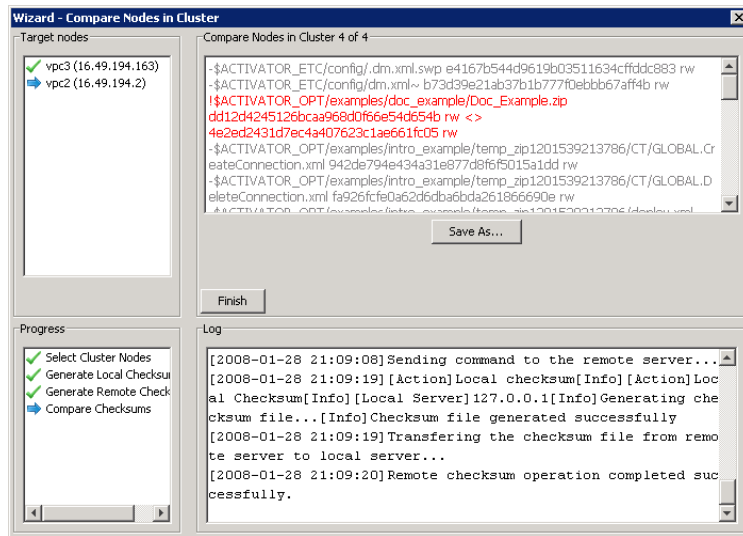 Wizard - Compare Nodes in Cluster
Target nodes
vpc3 (16.49.194.163)
vpc2 (16.49.194.2)
Compare Nodes in Cluster 4 of 4
-$ACTIVATOR_ETC/config/.dm.xml.swp e4167b544d9619b03511634cffddc883 rw
-$ACTIVATOR_ETC/config/.dm.xml~ b73d39e21ab37b1b777f0ebbb67aff4b rw
!$ACTIVATOR_OPT/examples/doc_example/Doc_Example.zip
dd12d4245126bcaa968d0f66e54d654b rw <>
4e2ed2431d7ec4a407623c1ae661fc05 rw
-$ACTIVATOR_OPT/examples/intro_example/temp_zip1201539213786/CT/GLOBAL.Cr
eateConnection.xml 942de794e434a31e877d8f6f5015a1dd rw
-$ACTIVATOR_OPT/examples/intro_example/temp_zip1201539213786/CT/GLOBAL.D
eleteConnection.xml fa926fcfe0a62d6dba6bda261866690e rw
-$ACTIVATOR_OPT/examples/intro_example/temp_zip1201539213786/deploy.xml
Save As...
Finish
Progress
Select Cluster Nodes
Generate Local Checksu
Generate Remote Check
Compare Checksums
Log
[2008-01-28 21:09:08]Sending command to the remote server...
[2008-01-28 21:09:19][Action]Local checksum[Info][Action]Loc
al Checksum[Info][Local Server]127.0.0.1[Info]Generating che
cksum file...[Info]Checksum file generated successfully
[2008-01-28 21:09:19]Transfering the checksum file from remo
te server to local server...
[2008-01-28 21:09:20]Remote checksum operation completed suc
cessfully.